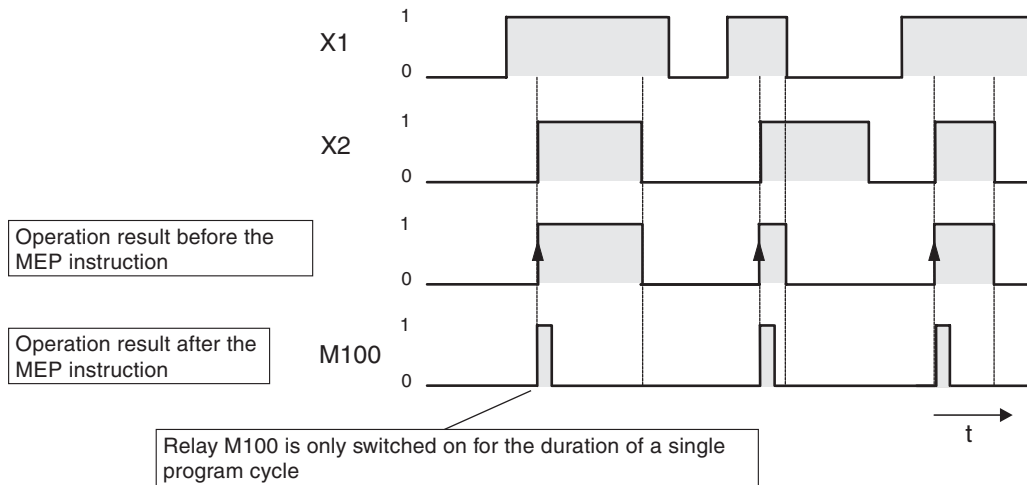 1
X1
0
1
X2
0
Operation result before the
MEP instruction
1
0
Operation result after the
MEP instruction
1
M100
0
t
Relay M100 is only switched on for the duration of a single
program cycle